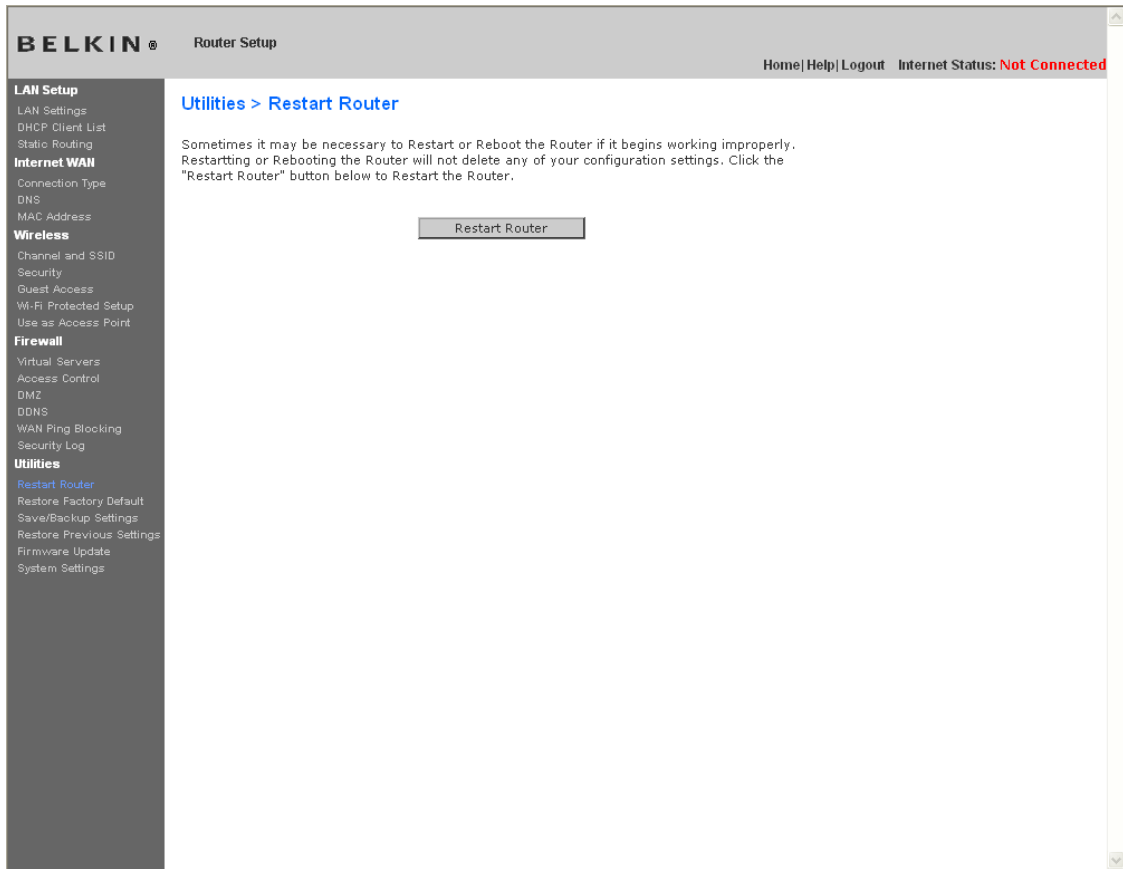 BELKIN®
Router Setup
Home| Help| Logout Internet Status: Not Connected
LAN Setup
LAN Settings
DHCP Client List
Static Routing
Internet WAN
Connection Type
DNS
MAC Address
Wireless
Channel and SSID
Security
Guest Access
Wi-Fi Protected Setup
Use as Access Point
Firewall
Virtual Servers
Access Control
DMZ
DDNS
WAN Ping Blocking
Security Log
Utilities
Restart Router
Restore Factory Default
Save/Backup Settings
Restore Previous Settings
Firmware Update
System Settings
Utilities > Restart Router
Sometimes it may be necessary to Restart or Reboot the Router if it begins working improperly.
Restartting or Rebooting the Router will not delete any of your configuration settings. Click the
"Restart Router" button below to Restart the Router.
Restart Router